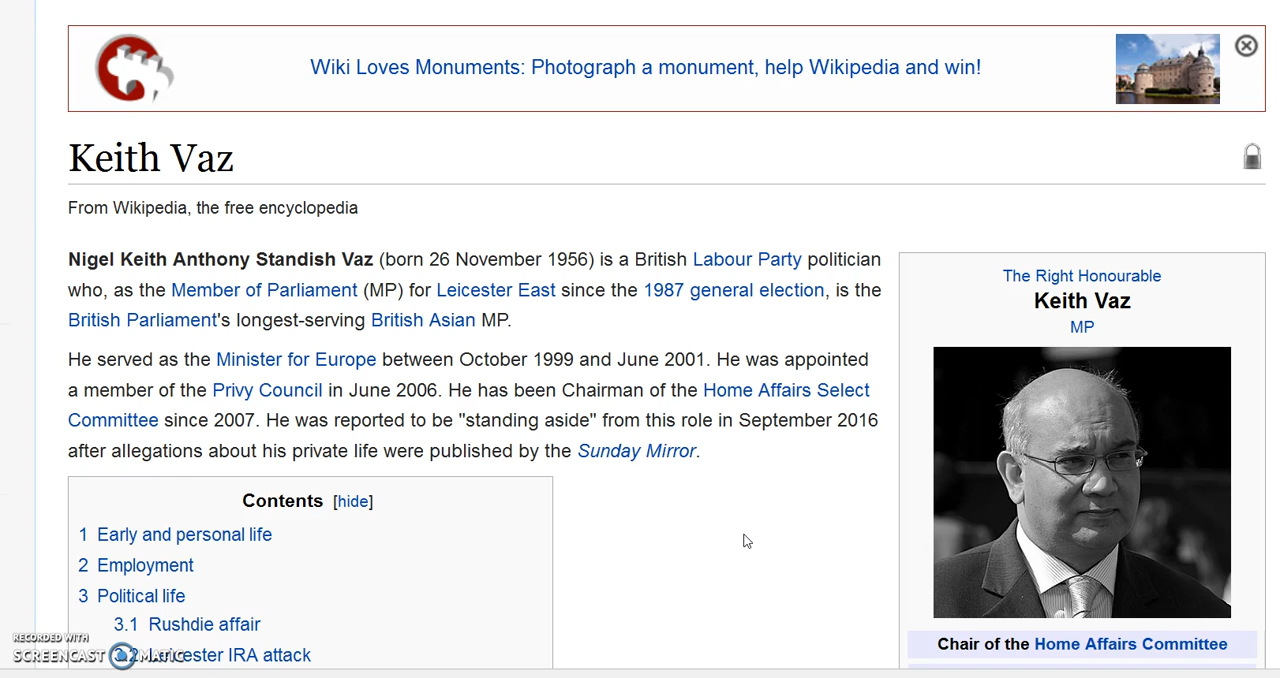 Wiki Loves Monuments: Photograph a monument, help Wikipedia and win!
Keith Vaz
From Wikipedia, the free encyclopedia
Nigel Keith Anthony Standish Vaz (born 26 November 1956) is a British Labour Party politician
who, as the Member of Parliament (MP) for Leicester East since the 1987 general election, is the
British Parliament's longest-serving British Asian MP.
He served as the Minister for Europe between October 1999 and June 2001. He was appointed
a member of the Privy Council in June 2006. He has been Chairman of the Home Affairs Select
Committee since 2007. He was reported to be "standing aside" from this role in September 2016
after allegations about his private life were published by the Sunday Mirror.
Contents [hide]
1 Early and personal life
2 Employment
3 Political life
3.1 Rushdie affair
3.2 Leicester IRA attack
The Right Honourable
Keith Vaz
MP
Chair of the Home Affairs Committee
RECORDED WITH
SCREENCAST MATIC